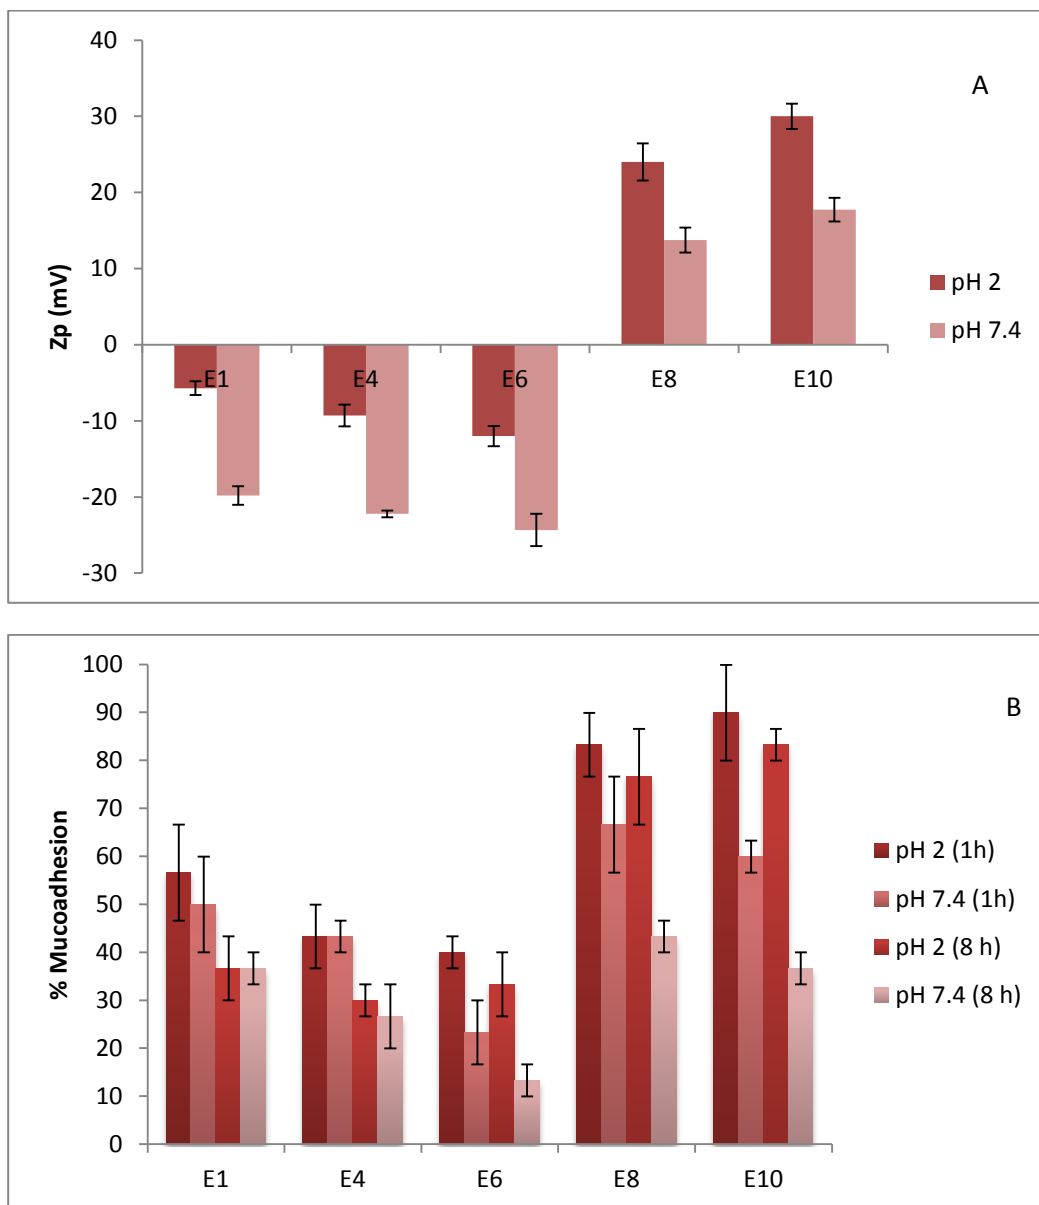 40
A
30
20
10
0
-10
-20
-30
Zp (mV)
E1 E4 E6 E8 E10
pH 2
pH 7.4
100
90
80
70
60
50
40
30
20
10
0
B
% Mucoadhesion
E1 E4 E6 E8 E10
pH 2 (1h)
pH 7.4 (1h)
pH 2 (8 h)
pH 7.4 (8 h)